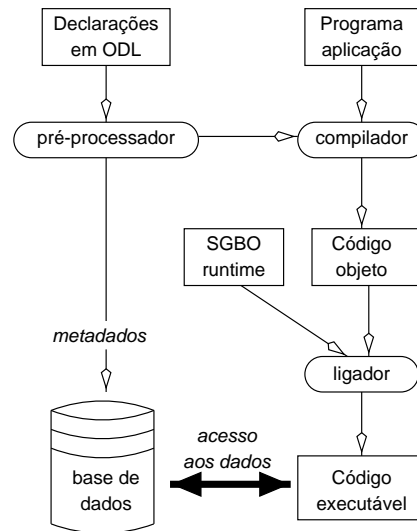 Declarações
em ODL
Programa
aplicação
pré-processador
compilador
SGBO
runtime
Código
objeto
metadados
ligador
base de
dados
acesso
aos dados
Código
executável